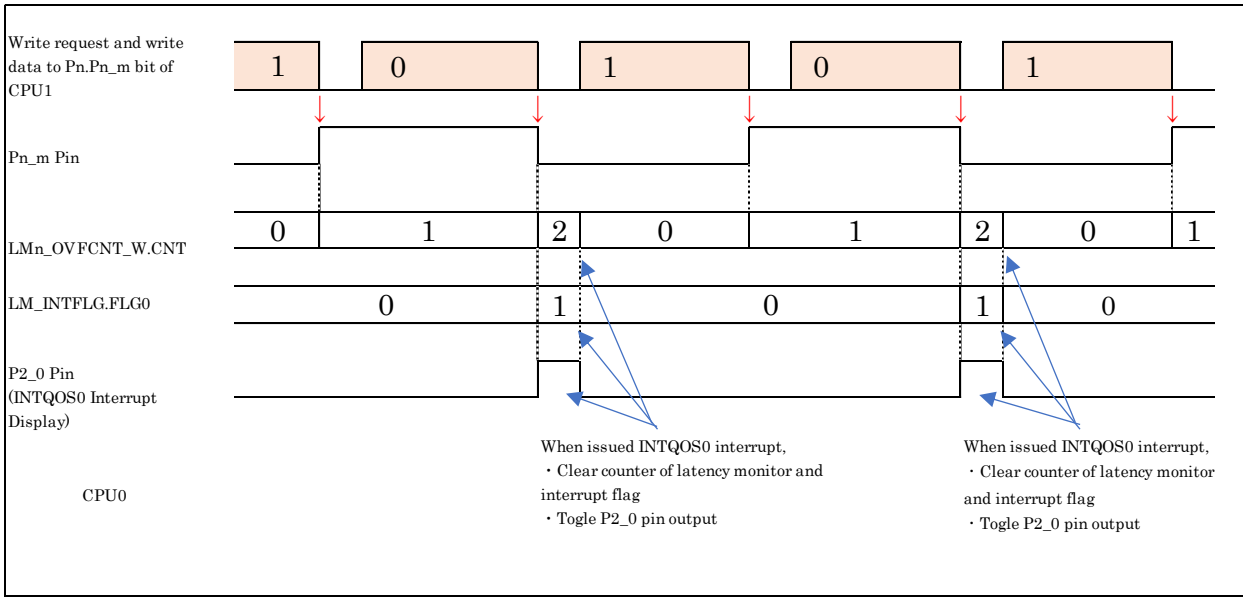 Write request and write
data to Pn.Pn_m bit of
CPU1
1 0 1 0 1
Pn_m Pin
LMn_OVFCNT_W.CNT
0 1 2 0 1 2 0 1
LM_INTFLG.FLG0
0 1 0 1 0
P2_0 Pin
(INTQOS0 Interrupt
Display)
When issued INTQOS0 interrupt,
・Clear counter of latency monitor and
interrupt flag
・Togle P2_0 pin output
When issued INTQOS0 interrupt,
・Clear counter of latency monitor
and interrupt flag
・Togle P2_0 pin output
CPU0